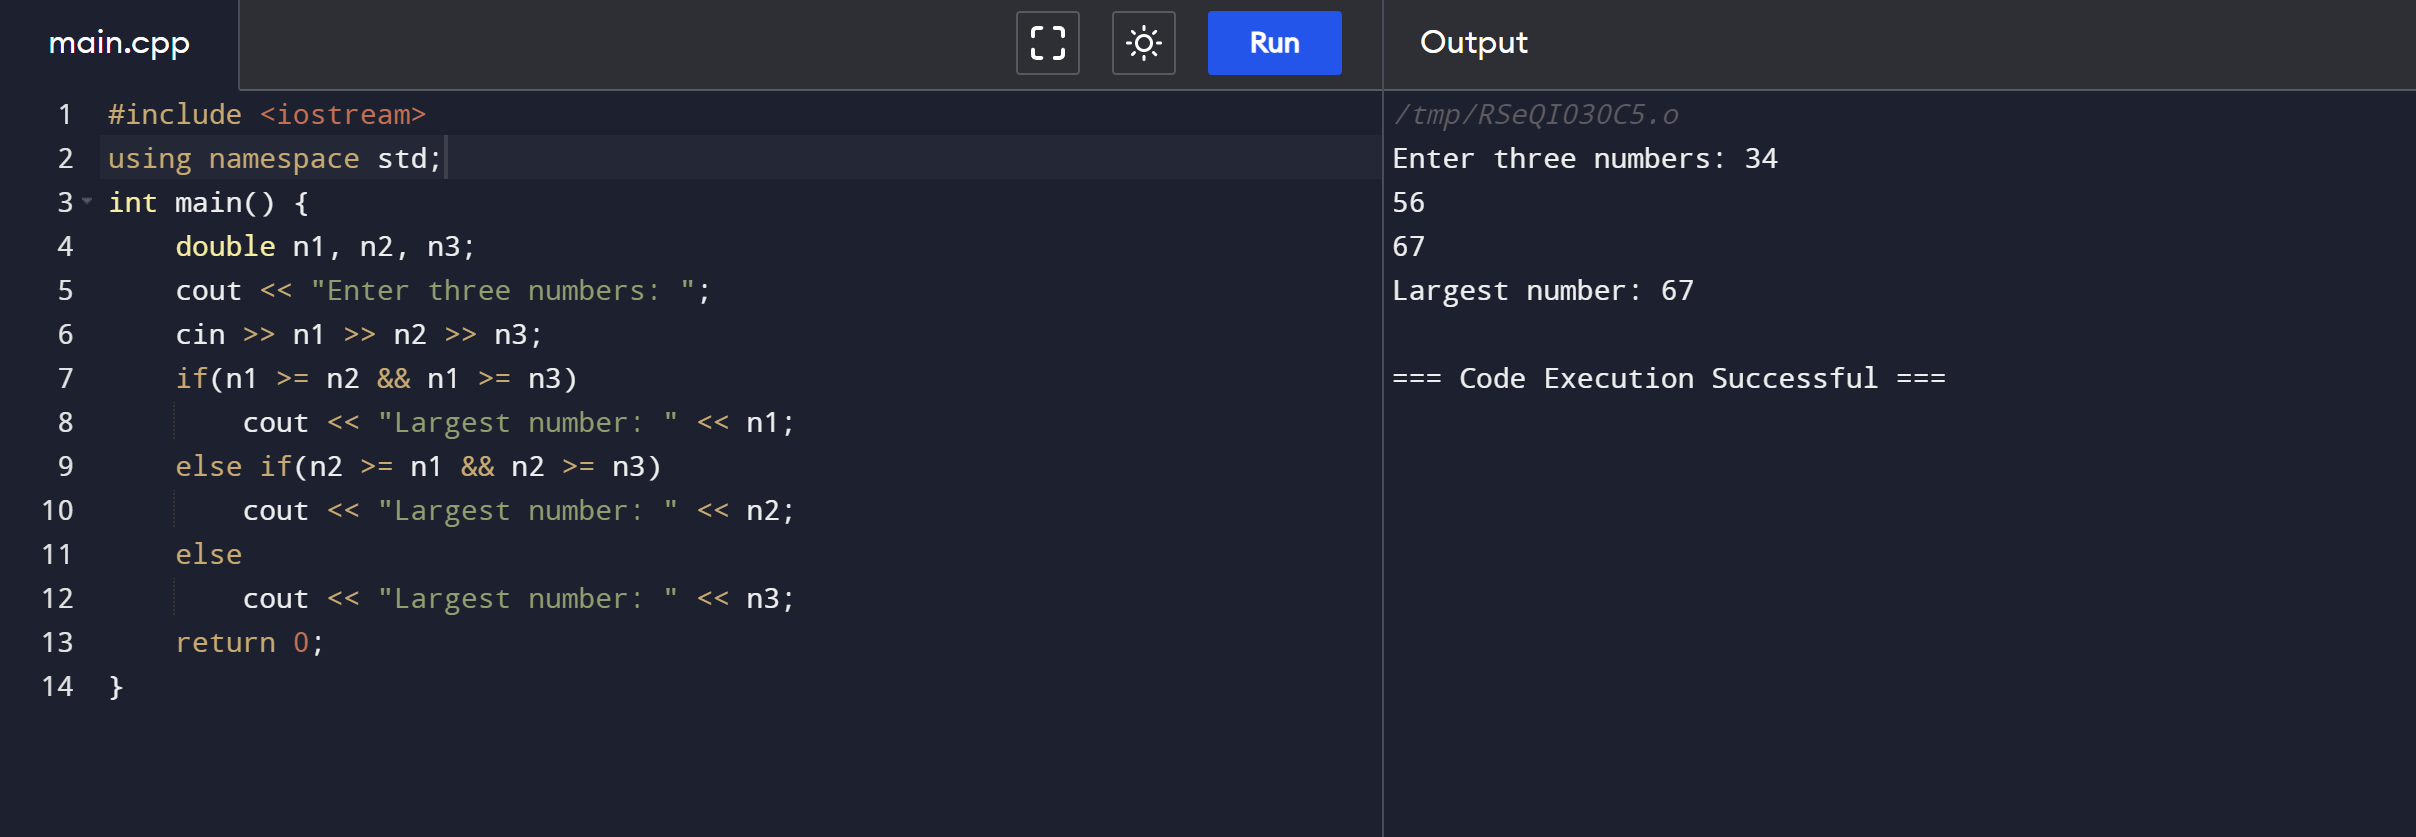 main.cpp
Run
Output
1 #include <iostream>
2 using namespace std;
3 int main() {
4     double n1, n2, n3;
5     cout << "Enter three numbers: ";
6     cin >> n1 >> n2 >> n3;
7     if(n1 >= n2 && n1 >= n3)
8         cout << "Largest number: " << n1;
9     else if(n2 >= n1 && n2 >= n3)
10         cout << "Largest number: " << n2;
11     else
12         cout << "Largest number: " << n3;
13     return 0;
14 }
/tmp/RSeQIO3OC5.o
Enter three numbers: 34
56
67
Largest number: 67
=== Code Execution Successful ===